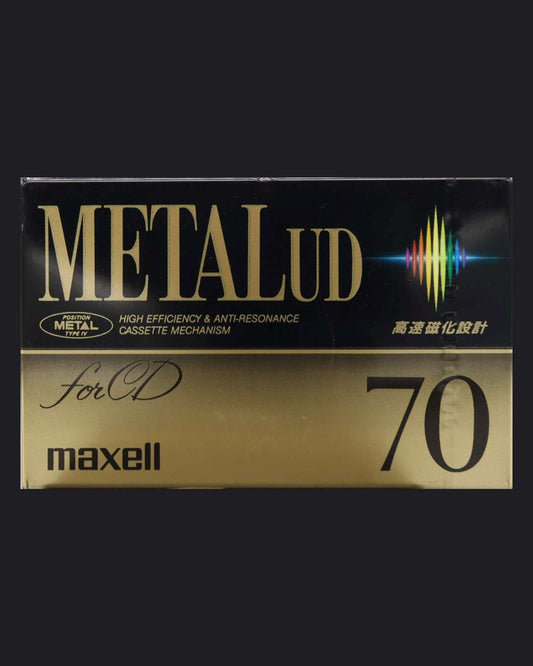 METALUD
POSITION
METAL
TYPE IV
HIGH EFFICIENCY & ANTI-RESONANCE
CASSETTE MECHANISM
高速磁化設計
for CD
70
maxell